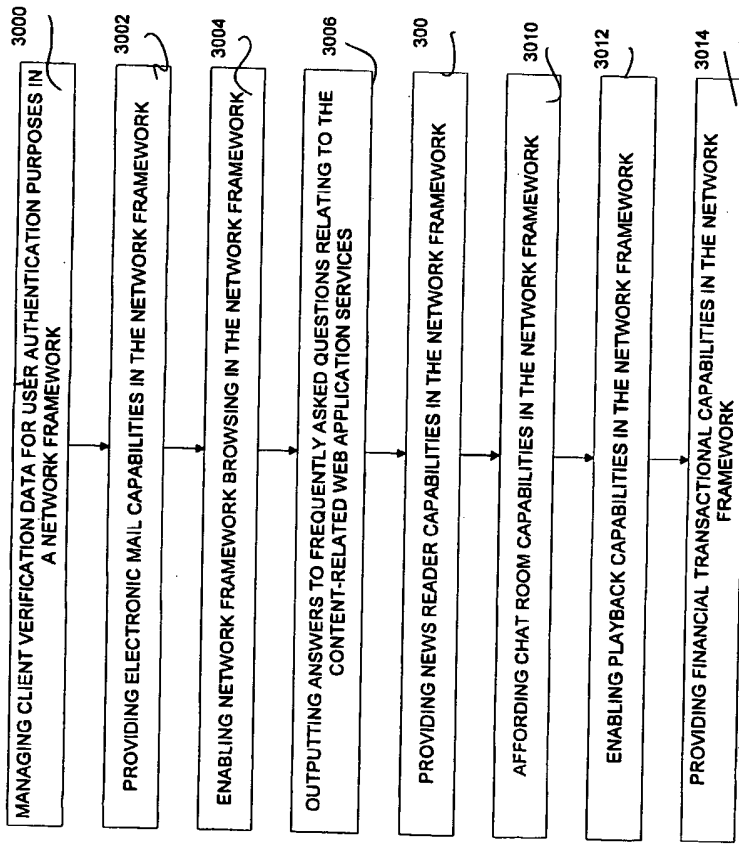 3000
MANAGING CLIENT VERIFICATION DATA FOR USER AUTHENTICATION PURPOSES IN
A NETWORK FRAMEWORK
3002
PROVIDING ELECTRONIC MAIL CAPABILITIES IN THE NETWORK FRAMEWORK
3004
ENABLING NETWORK FRAMEWORK BROWSING IN THE NETWORK FRAMEWORK
3006
OUTPUTTING ANSWERS TO FREQUENTLY ASKED QUESTIONS RELATING TO THE
CONTENT-RELATED WEB APPLICATION SERVICES
300
PROVIDING NEWS READER CAPABILITIES IN THE NETWORK FRAMEWORK
3010
AFFORDING CHAT ROOM CAPABILITIES IN THE NETWORK FRAMEWORK
3012
ENABLING PLAYBACK CAPABILITIES IN THE NETWORK FRAMEWORK
3014
PROVIDING FINANCIAL TRANSACTIONAL CAPABILITIES IN THE NETWORK
FRAMEWORK